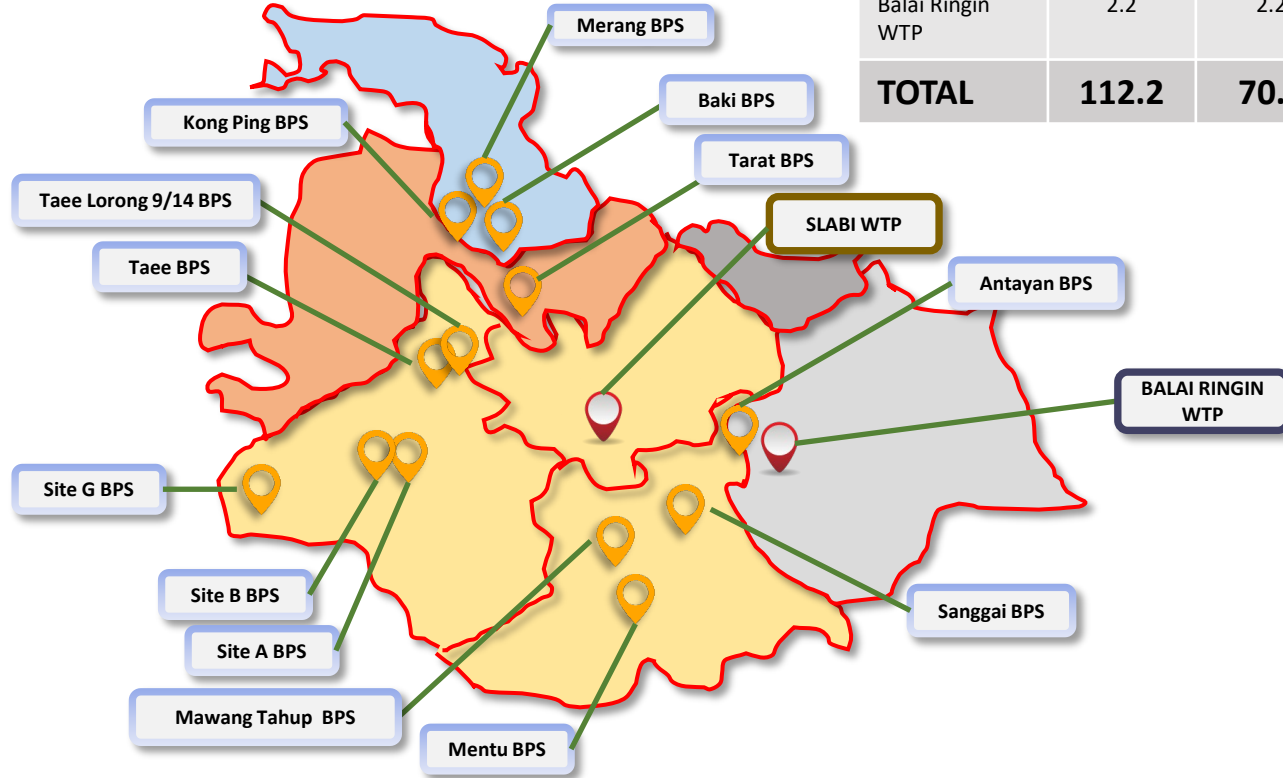 Balai Ringin 2.2 2.2
WTP
TOTAL 112.2 70.
Merang BPS
Baki BPS
Kong Ping BPS
Tarat BPS
Taee Lorong 9/14 BPS
SLABI WTP
Taee BPS
Antayan BPS
BALAI RINGIN
WTP
Site G BPS
Site B BPS
Sanggai BPS
Site A BPS
Mawang Tahup BPS
Mentu BPS